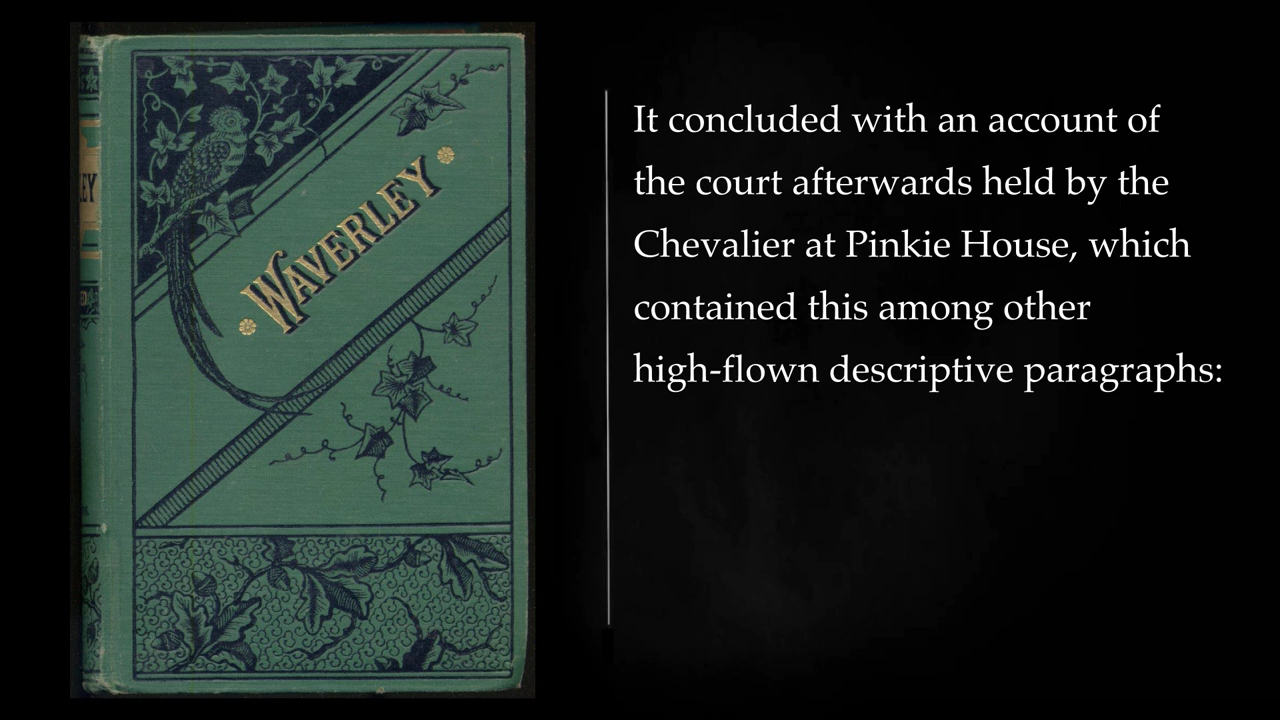 WAVERLEY
It concluded with an account of
the court afterwards held by the
Chevalier at Pinkie House, which
contained this among other
high-flown descriptive paragraphs: